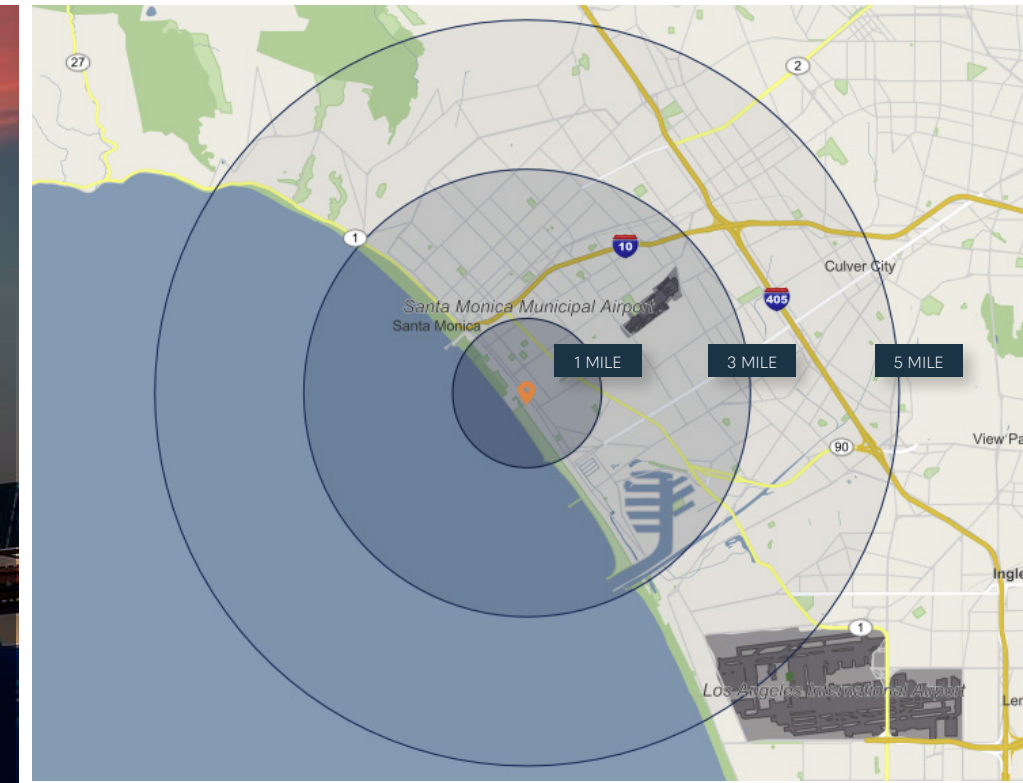 27
2
1
10
Culver City
405
Santa Monica Municipal Airport
Santa Monica
1 MILE
3 MILE
5 MILE
90
View Pa
Ingle
1
Los Angeles International Airport
Len